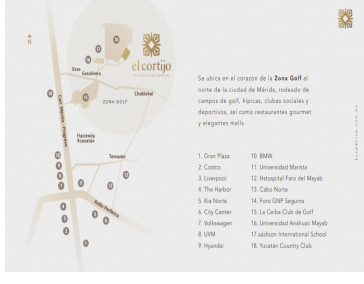 N
el cortijo
Oxxo
Gasolinera
ZONA GOLF
Chablekal
Carr. Mérida - Progreso
Hacienda
Xcanatún
Temozón
Anillo Periférico
Se ubica en el corazón de la Zona Golf al
norte de la ciudad de Mérida, rodeado de
campos de golf, hípicas, clubes sociales y
deportivos, así como restaurantes gourmet
y elegantes malls.
1. Gran Plaza
2. Costco
3. Liverpool
4. The Harbor
5. Kia Norte
6. City Center
7. Volkswagen
8. UVM
9. Hyundai
10. BMW
11. Universidad Marista
12. Hstospital Faro del Mayab
13. Cabo Norte
14. Foro GNP Seguros
15. La Ceiba Club de Golf
16. Universidad Anáhuac Mayab
17.addison International School
18. Yucatán Country Club